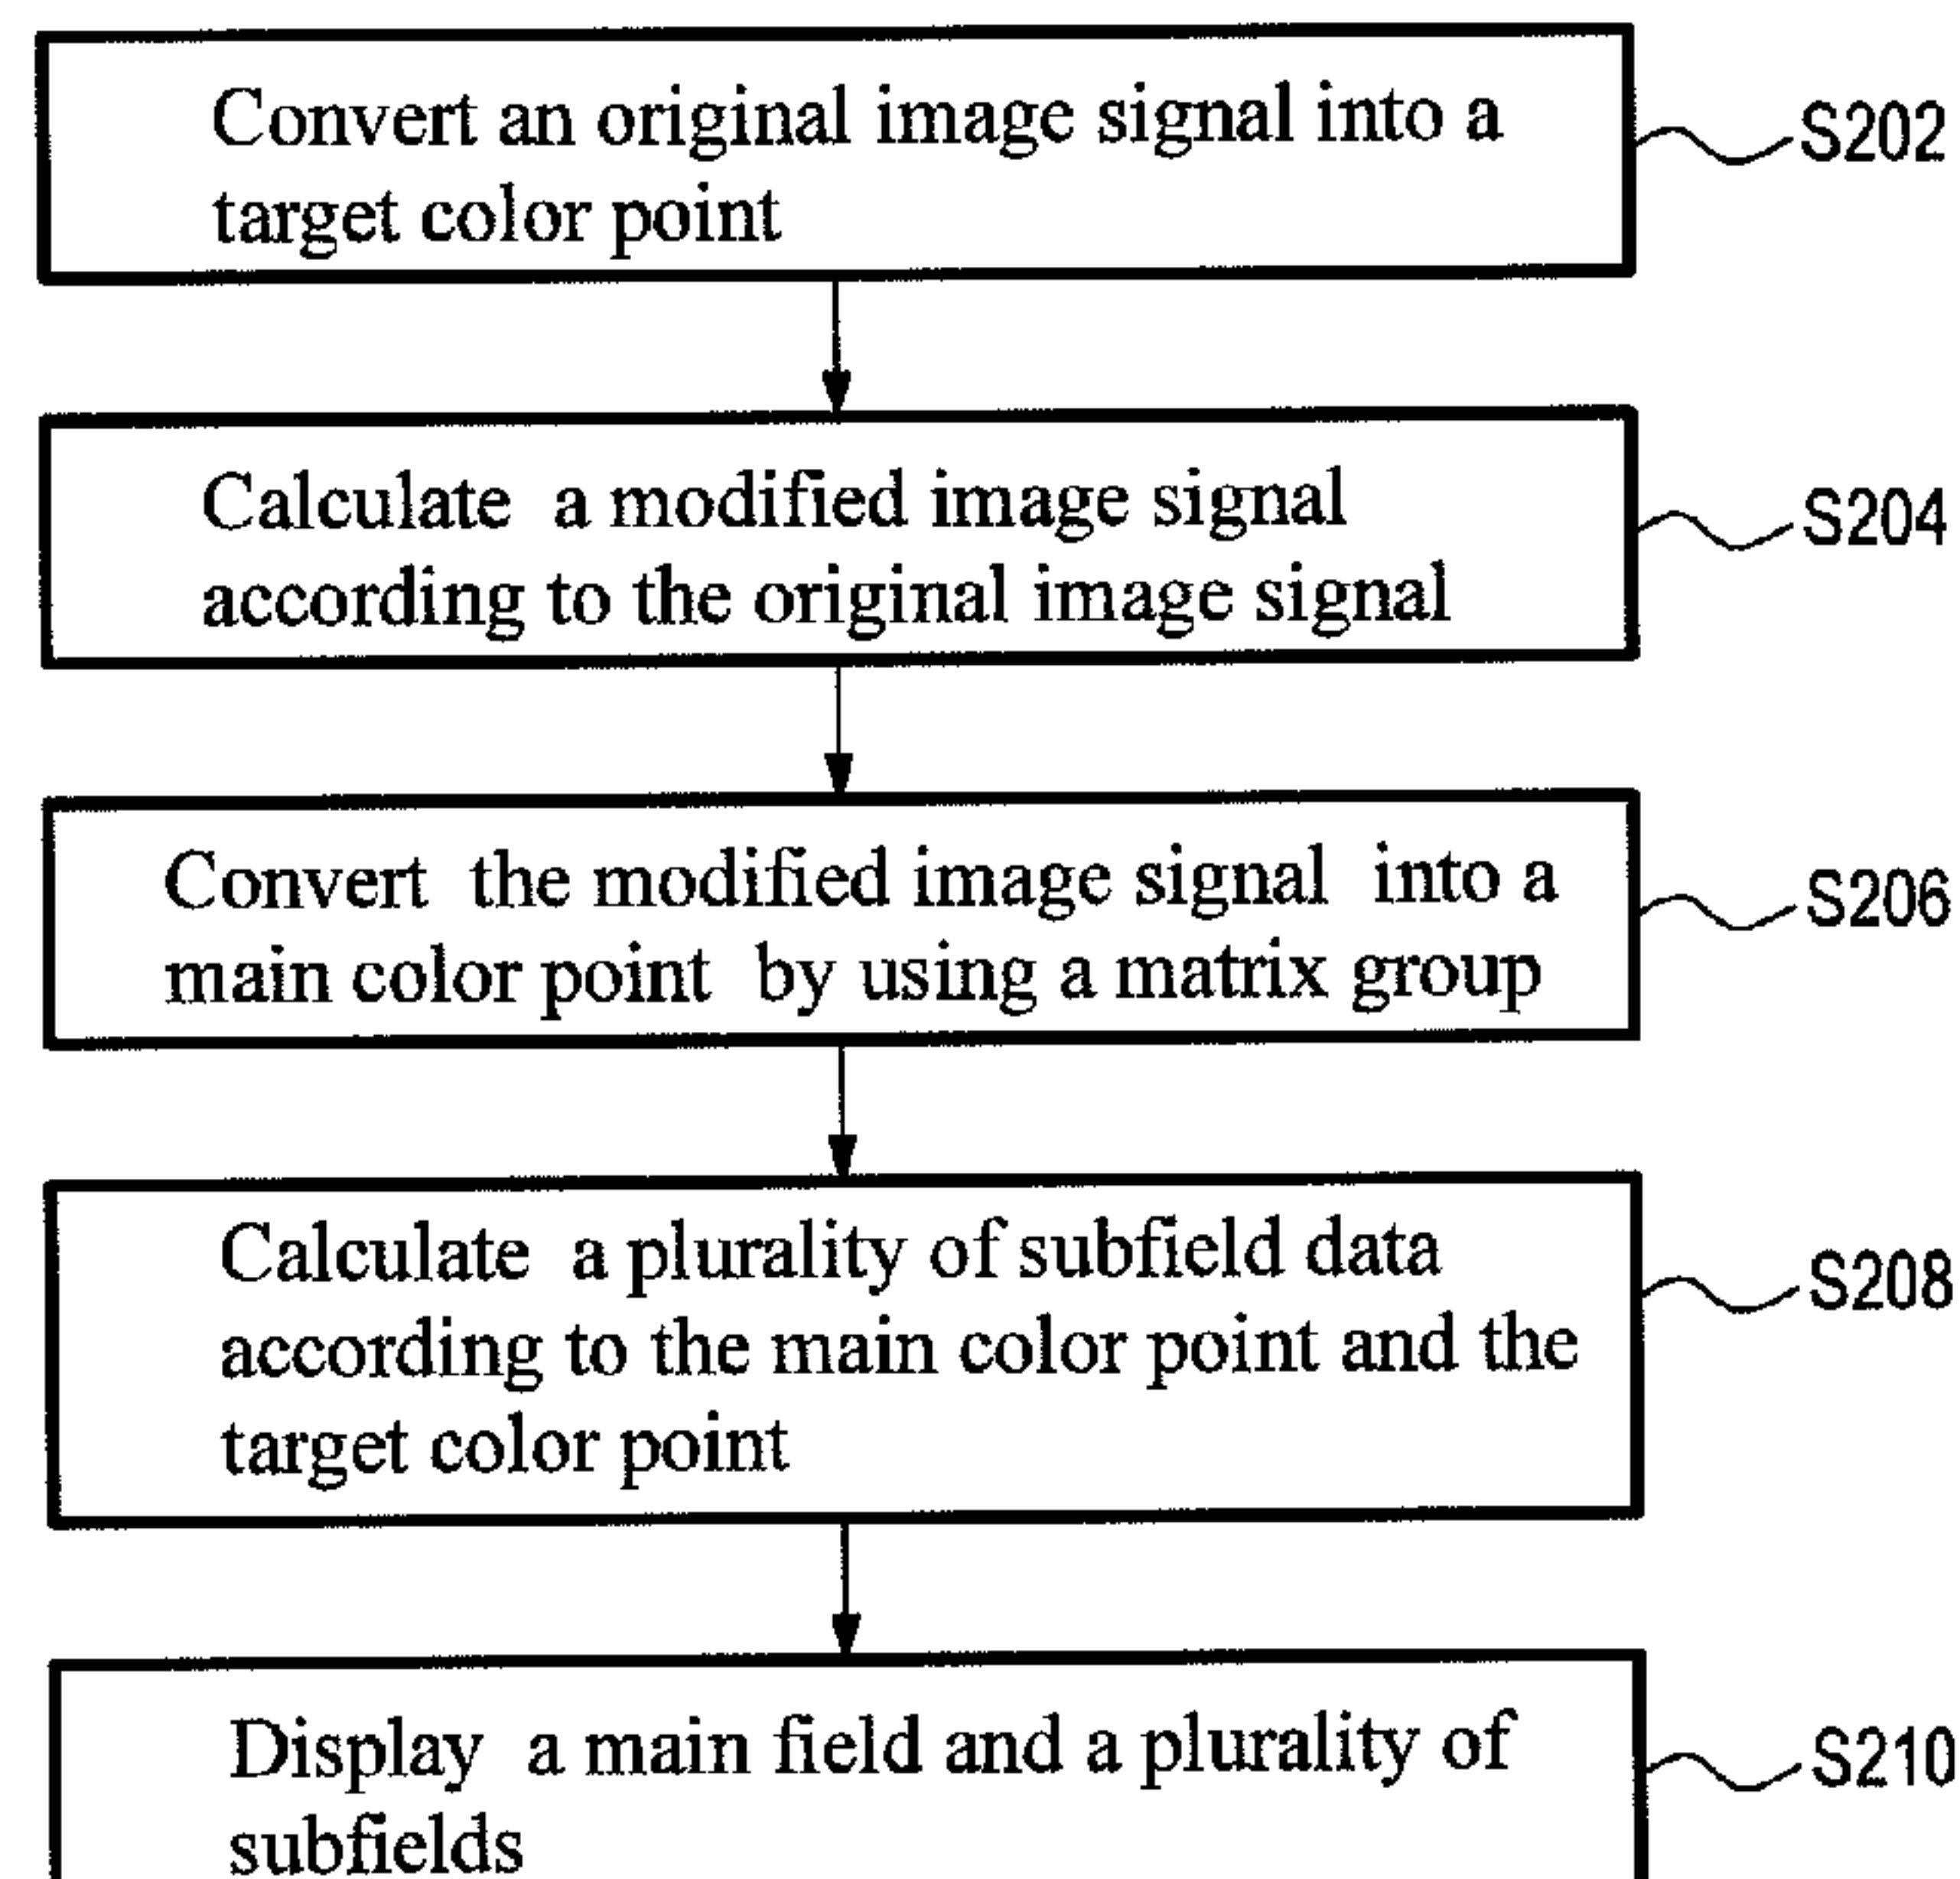 Convert an original image signal into a
target color point
S202
Calculate a modified image signal
according to the original image signal
S204
Convert the modified image signal into a
main color point by using a matrix group
S206
Calculate a plurality of subfield data
according to the main color point and the
target color point
S208
Display a main field and a plurality of
subfields
S210